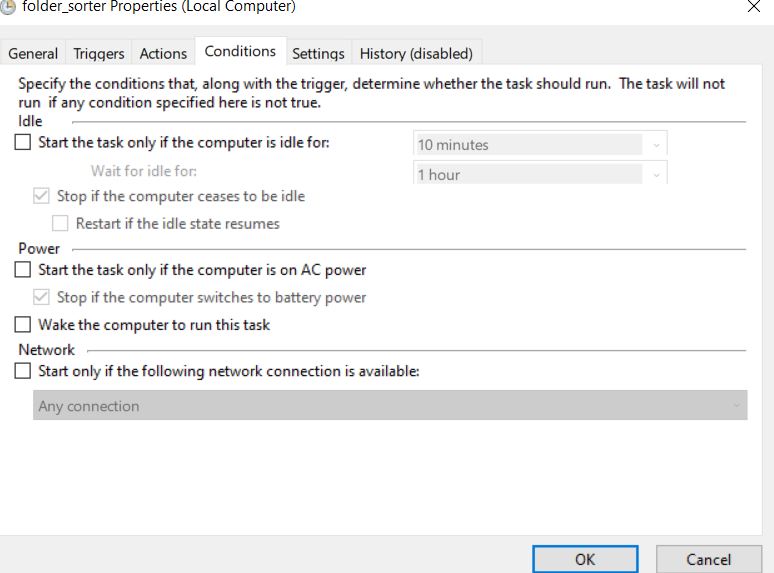 folder_sorter Properties (Local Computer)
General Triggers Actions Conditions Settings History (disabled)
Specify the conditions that, along with the trigger, determine whether the task should run. The task will not
run if any condition specified here is not true.
Idle
Start the task only if the computer is idle for: 10 minutes
Wait for idle for: 1 hour
Stop if the computer ceases to be idle
Restart if the idle state resumes
Power
Start the task only if the computer is on AC power
Stop if the computer switches to battery power
Wake the computer to run this task
Network
Start only if the following network connection is available:
Any connection
OK Cancel